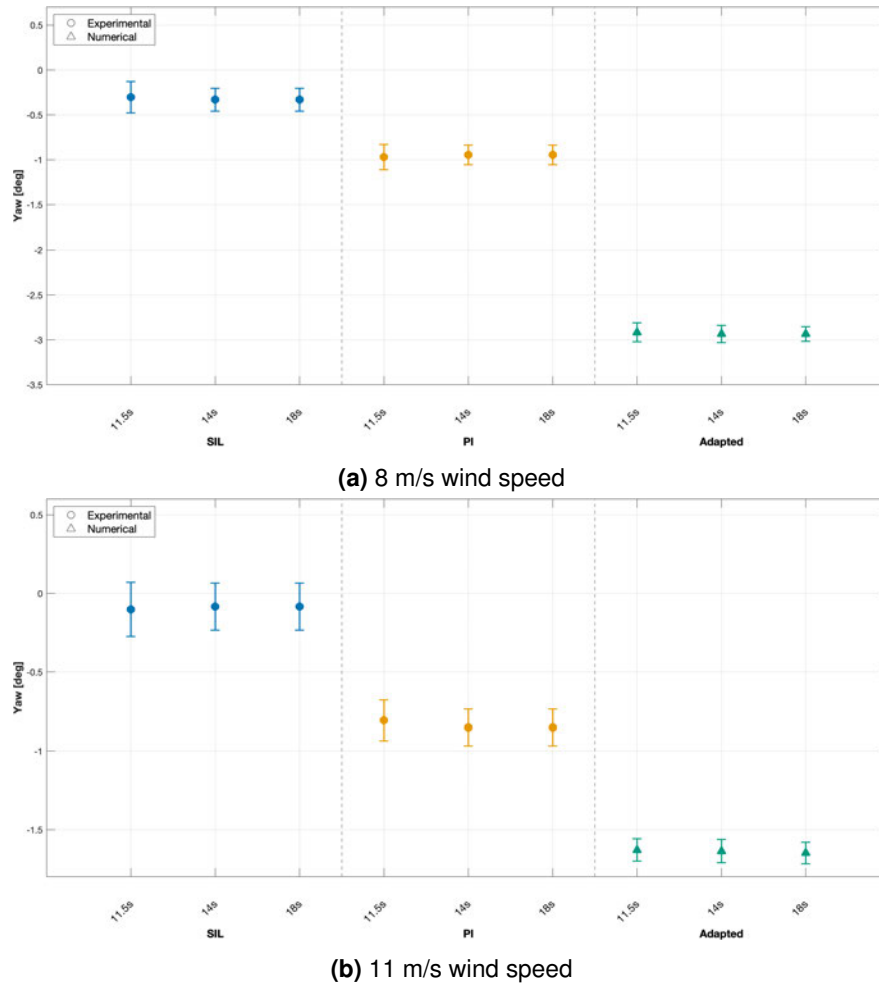 0.5
Experimental
Numerical
0
-0.5
-1
-1.5
-2
-2.5
-3
-3.5
Yaw [deg]
11.5s 14s 18s 11.5s 14s 18s 11.5s 14s 18s
SIL PI Adapted
(a) 8 m/s wind speed
0.5
Experimental
Numerical
0
-0.5
-1
-1.5
Yaw [deg]
11.5s 14s 18s 11.5s 14s 18s 11.5s 14s 18s
SIL PI Adapted
(b) 11 m/s wind speed